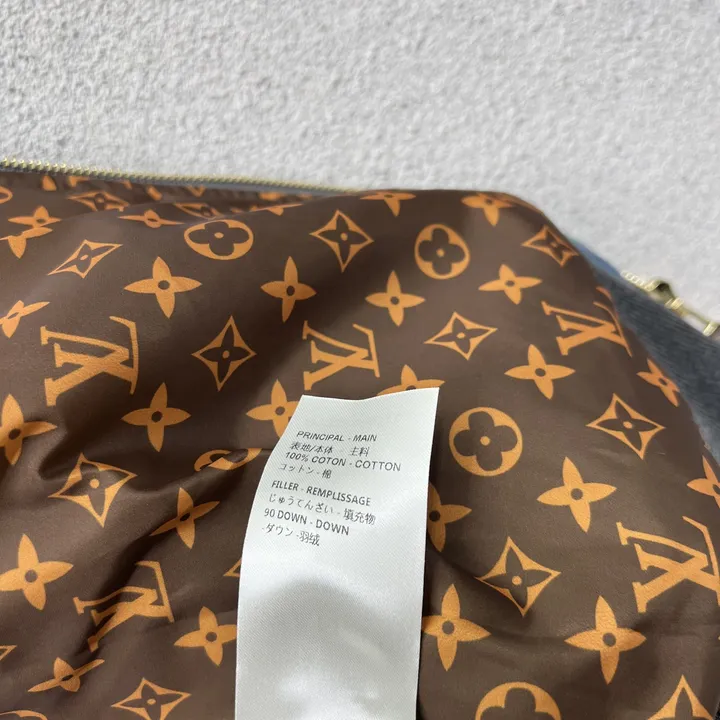 PRINCIPAL - MAIN
表地/本体 - 主料
100% COTON - COTTON
コットン - 棉
FILLER - REMPLISSAGE
じゅうてんざい - 填充物
90 DOWN - DOWN
-ダウン - 羽绒